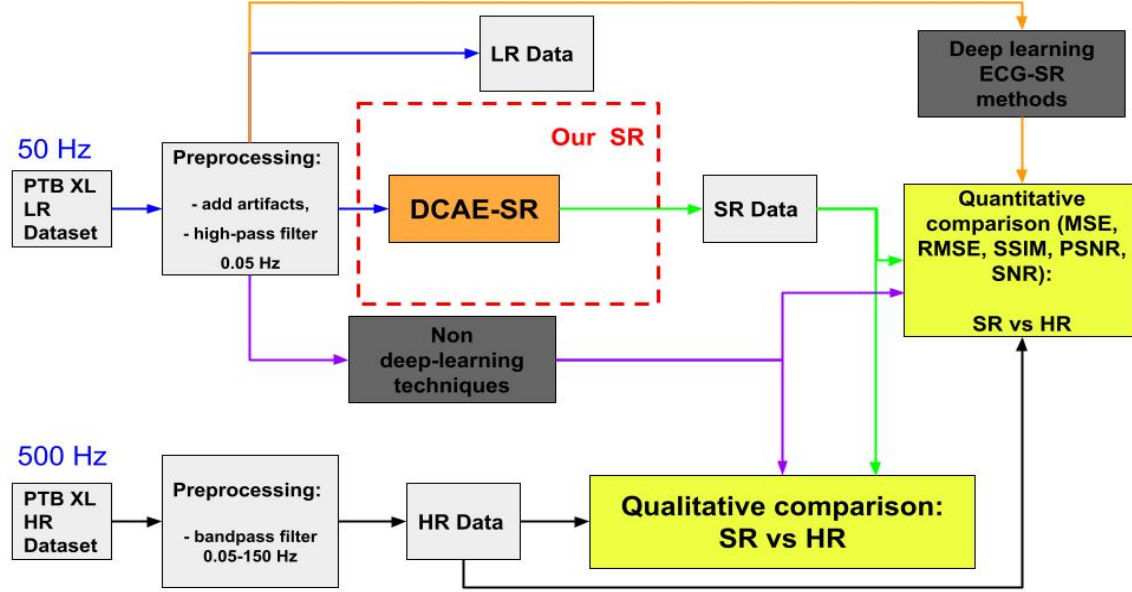 LR Data
Deep learning
ECG-SR
methods
50 Hz
PTB XL
LR
Dataset
Preprocessing:
- add artifacts,
- high-pass filter
0.05 Hz
Our SR
DCAE-SR
SR Data
Quantitative
comparison (MSE,
RMSE, SSIM, PSNR,
SNR):
SR vs HR
Non
deep-learning
techniques
500 Hz
PTB XL
HR
Dataset
Preprocessing:
- bandpass filter
0.05-150 Hz
HR Data
Qualitative comparison:
SR vs HR